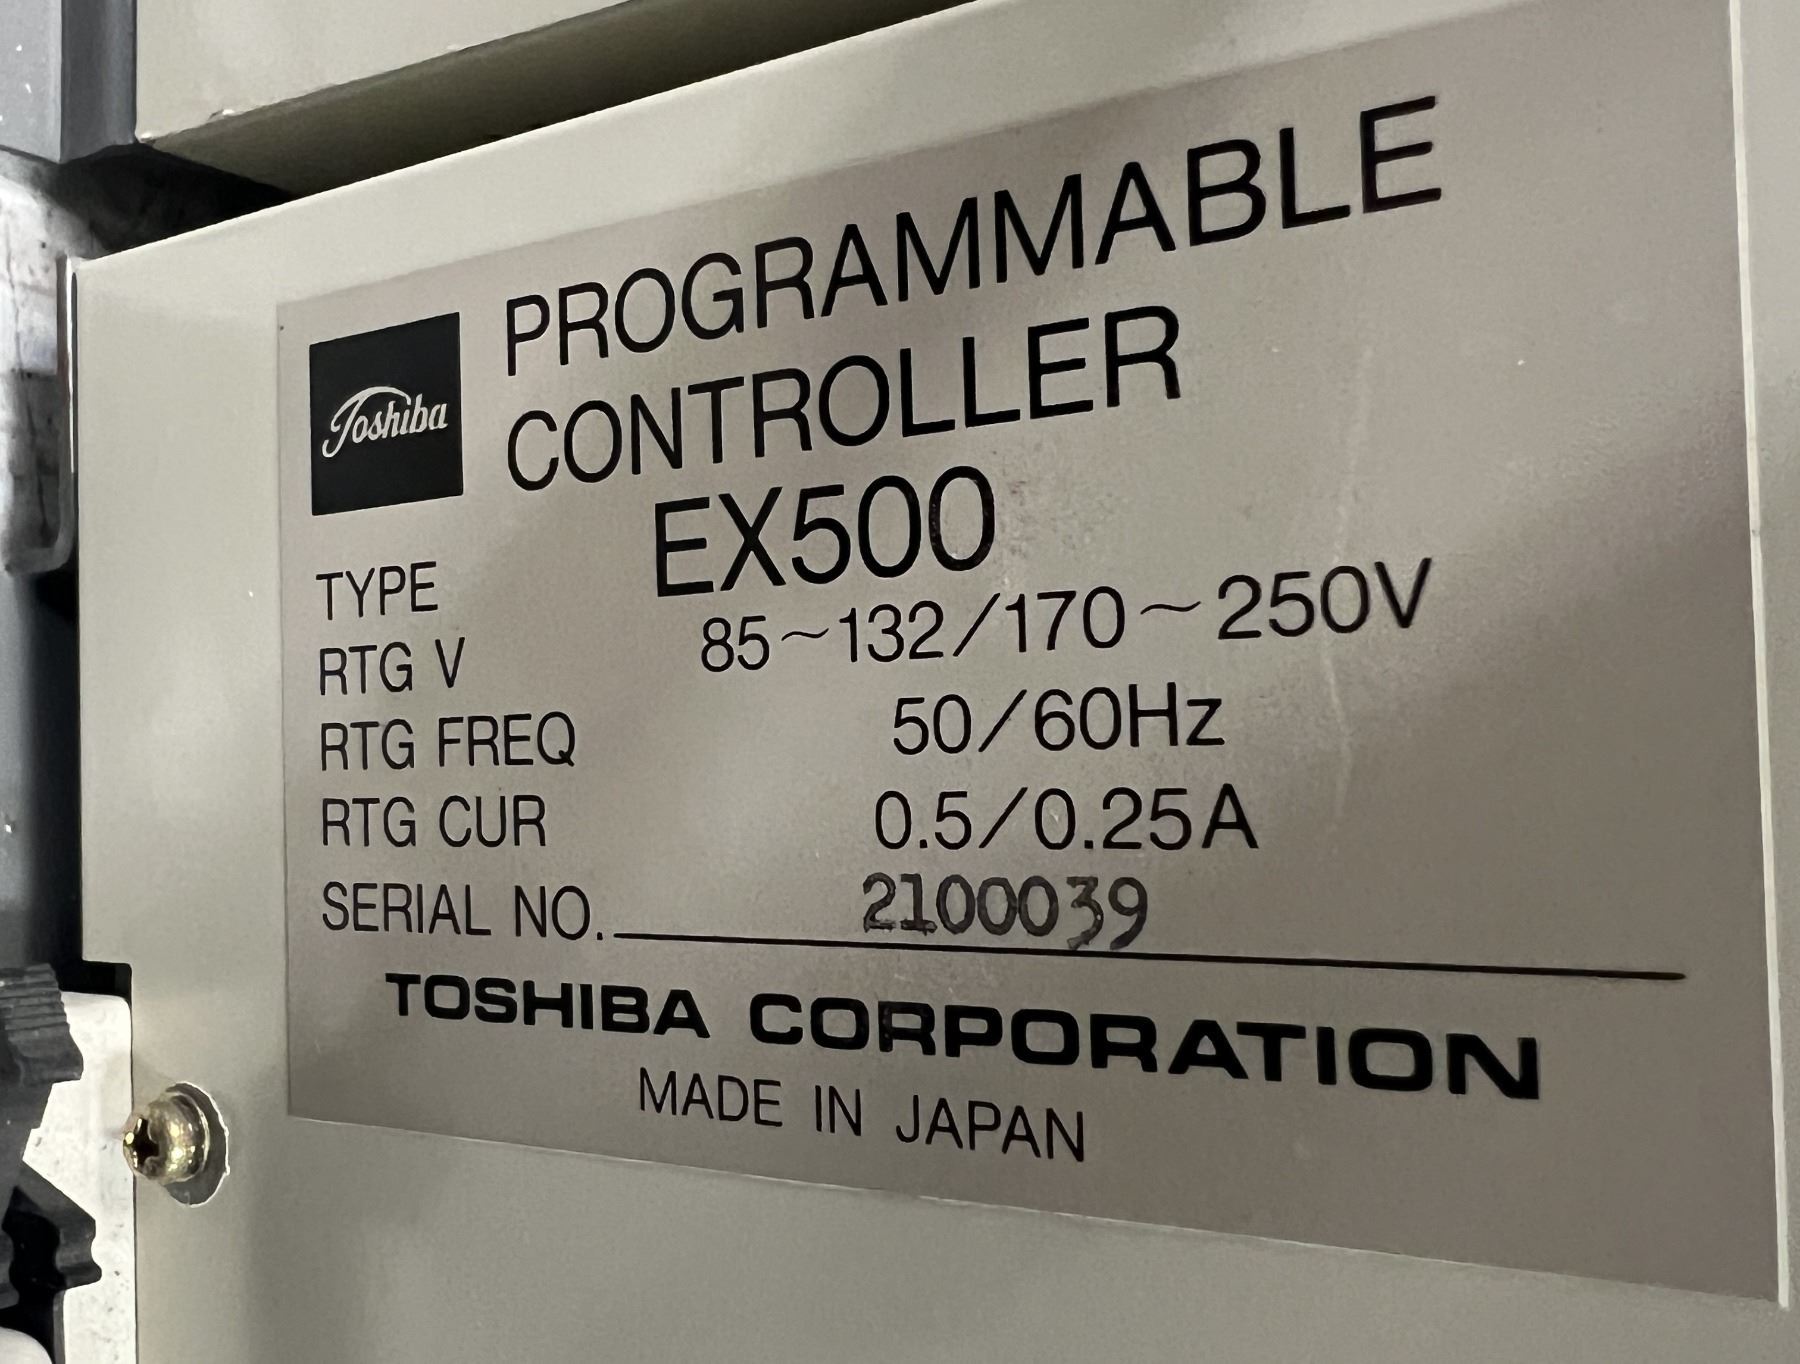 Toshiba
PROGRAMMABLE
CONTROLLER
TYPE EX500
RTG V 85~132/170~250V
RTG FREQ 50/60Hz
RTG CUR 0.5/0.25A
SERIAL NO. 2100039
TOSHIBA CORPORATION
MADE IN JAPAN